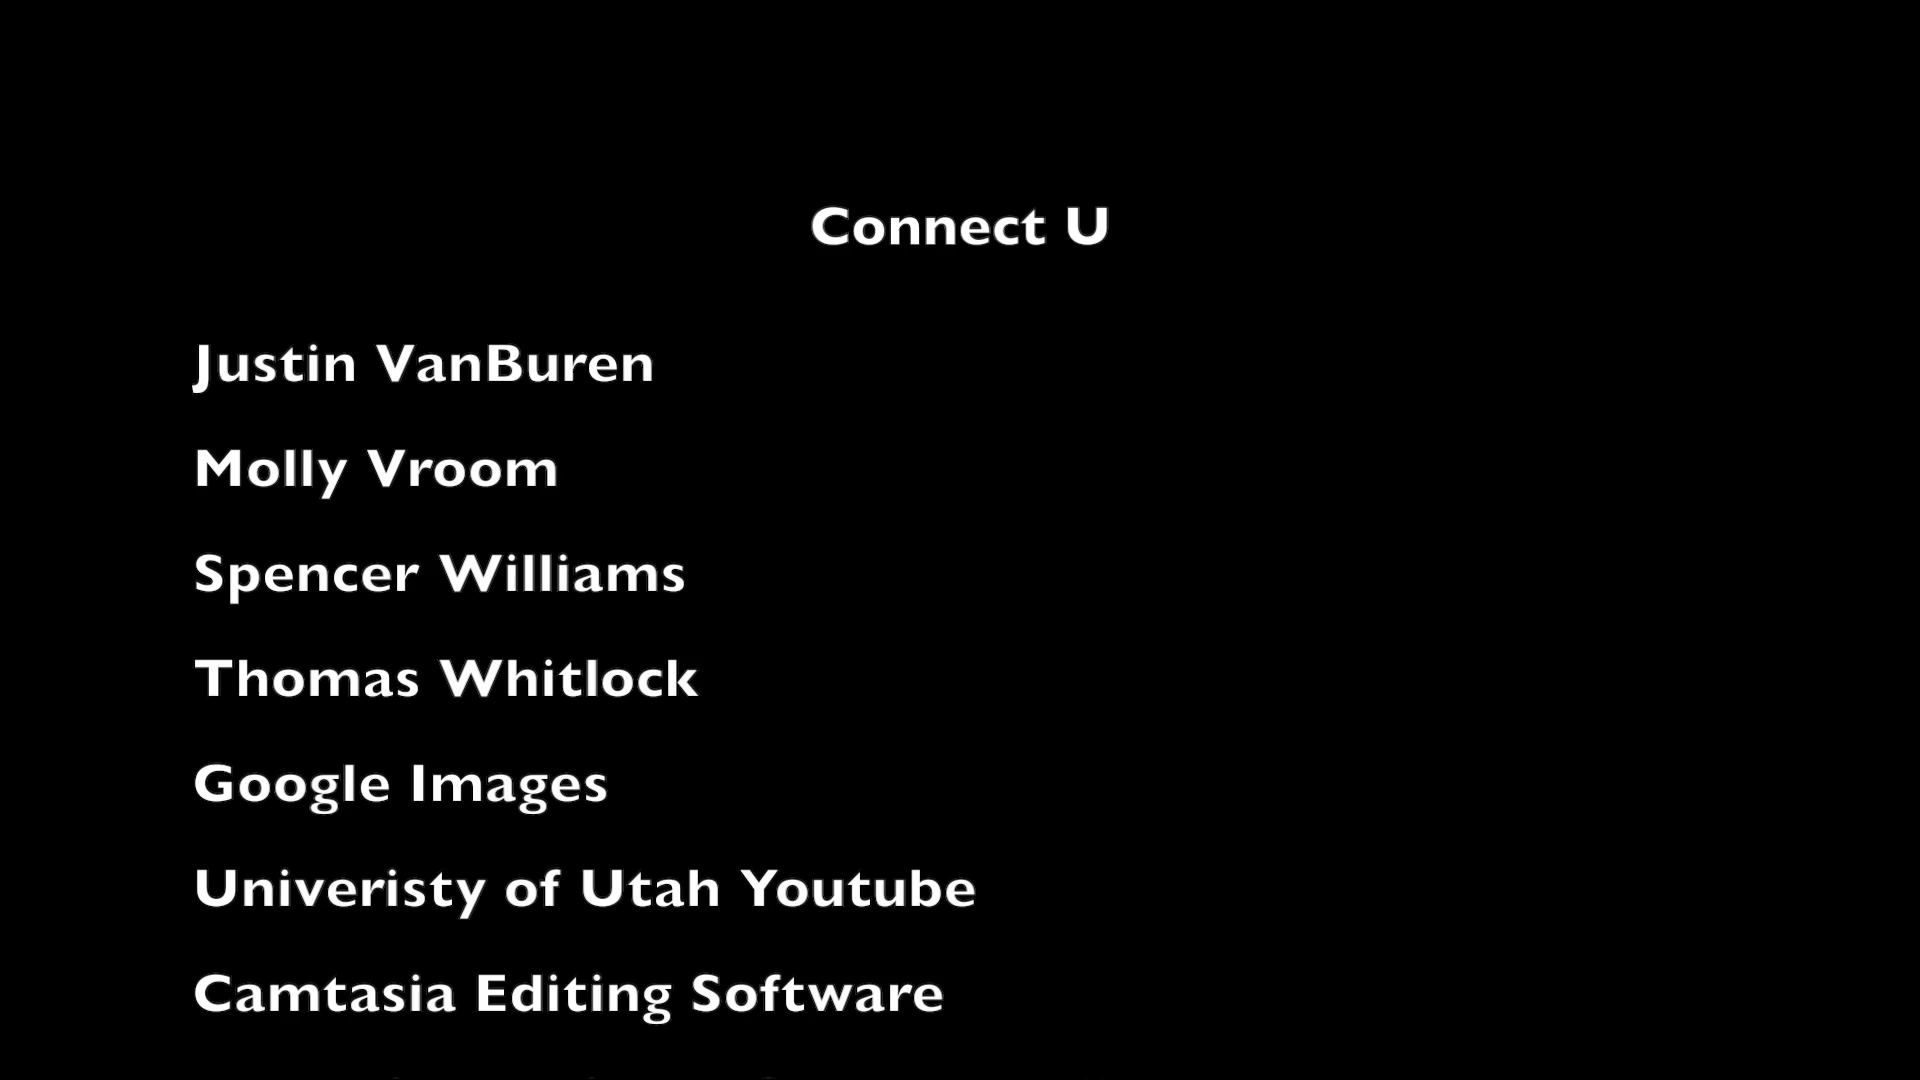 Connect U
Justin VanBuren
Molly Vroom
Spencer Williams
Thomas Whitlock
Google Images
Univeristy of Utah Youtube
Camtasia Editing Software